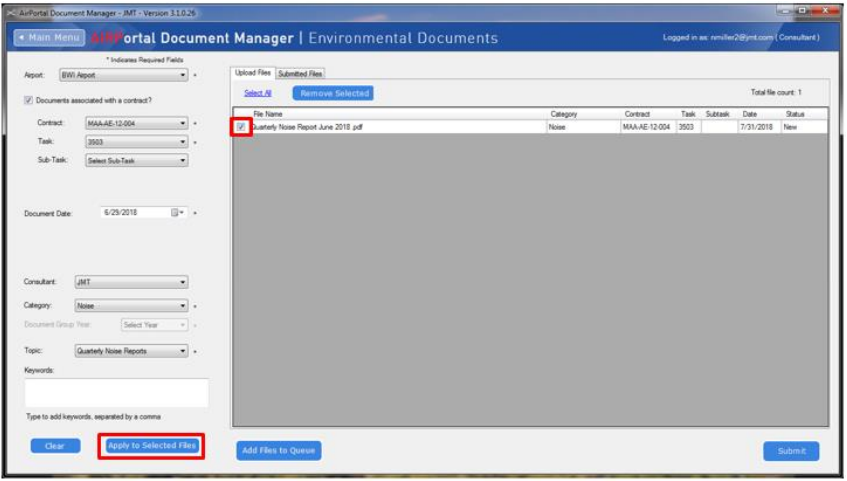 AirPortal Document Manager - JMT - Version 3.1.0.26
Main Menu AIRPortal Document Manager | Environmental Documents Logged in as: nmiller2@jmt.com ( Consultant )
* Indicates Required Fields
Airport: BWI Airport *
Documents associated with a contract?
Contract: MAA-AE-12-004 *
Task: 3503 *
Sub-Task: Select Sub-Task
Document Date: 6/29/2018 *
Consultant: JMT
Category: Noise *
Document Group Year: Select Year *
Topic: Quarterly Noise Reports *
Keywords:
Type to add keywords, separated by a comma
Clear Apply to Selected Files
Upload Files Submitted Files
Select All Remove Selected Total file count: 1
File Name Category Contract Task Subtask Date Status
Quarterly Noise Report June 2018 .pdf Noise MAA-AE-12-004 3503 7/31/2018 New
Add Files to Queue Submit